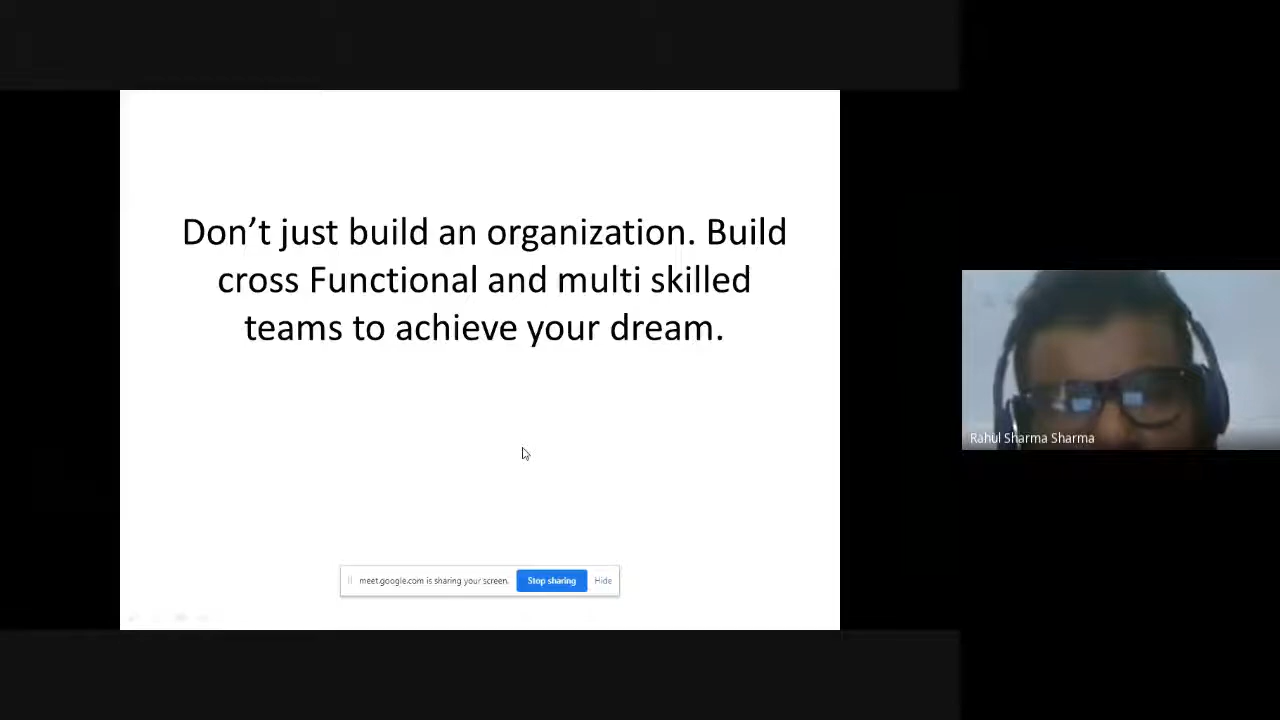 Don't just build an organization. Build
cross Functional and multi skilled
teams to achieve your dream.
Rahul Sharma Sharma
meet.google.com is sharing your screen. Stop sharing Hide